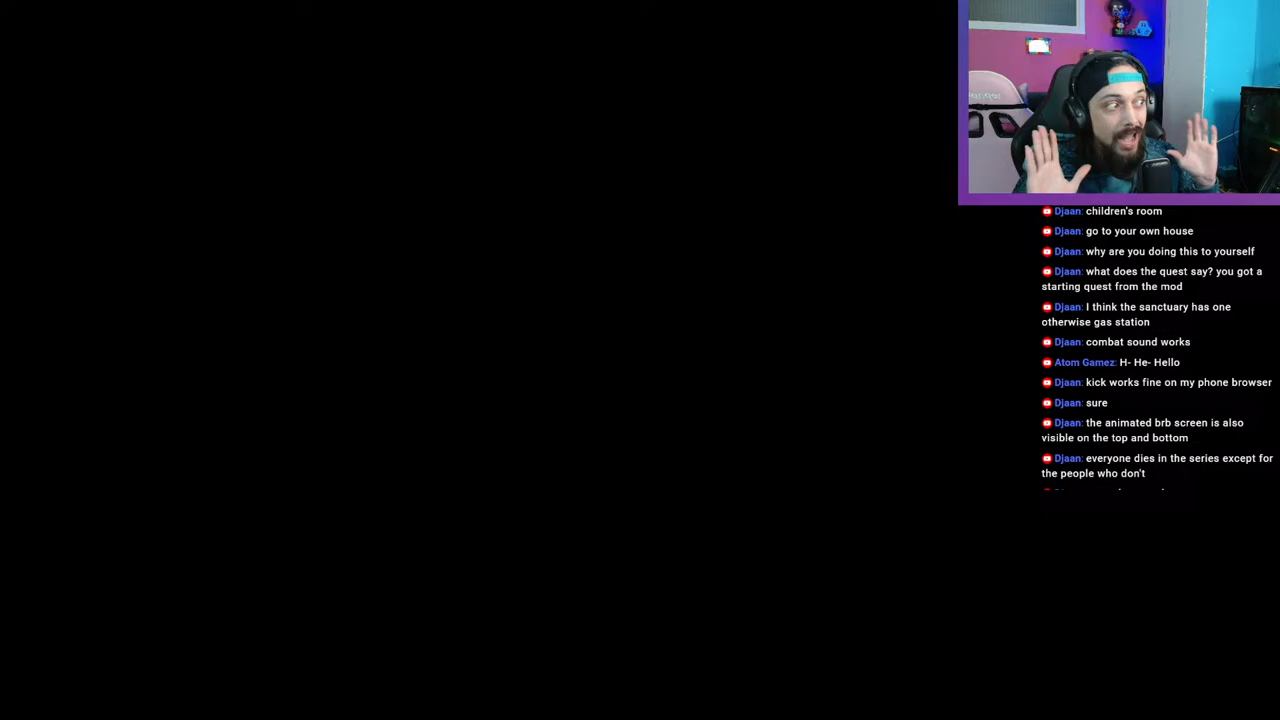 Djaan: children's room
Djaan: go to your own house
Djaan: why are you doing this to yourself
Djaan: what does the quest say? you got a
starting quest from the mod
Djaan: I think the sanctuary has one
otherwise gas station
Djaan: combat sound works
Atom Gamez: H- He- Hello
Djaan: kick works fine on my phone browser
Djaan: sure
Djaan: the animated brb screen is also
visible on the top and bottom
Djaan: everyone dies in the series except for
the people who don't